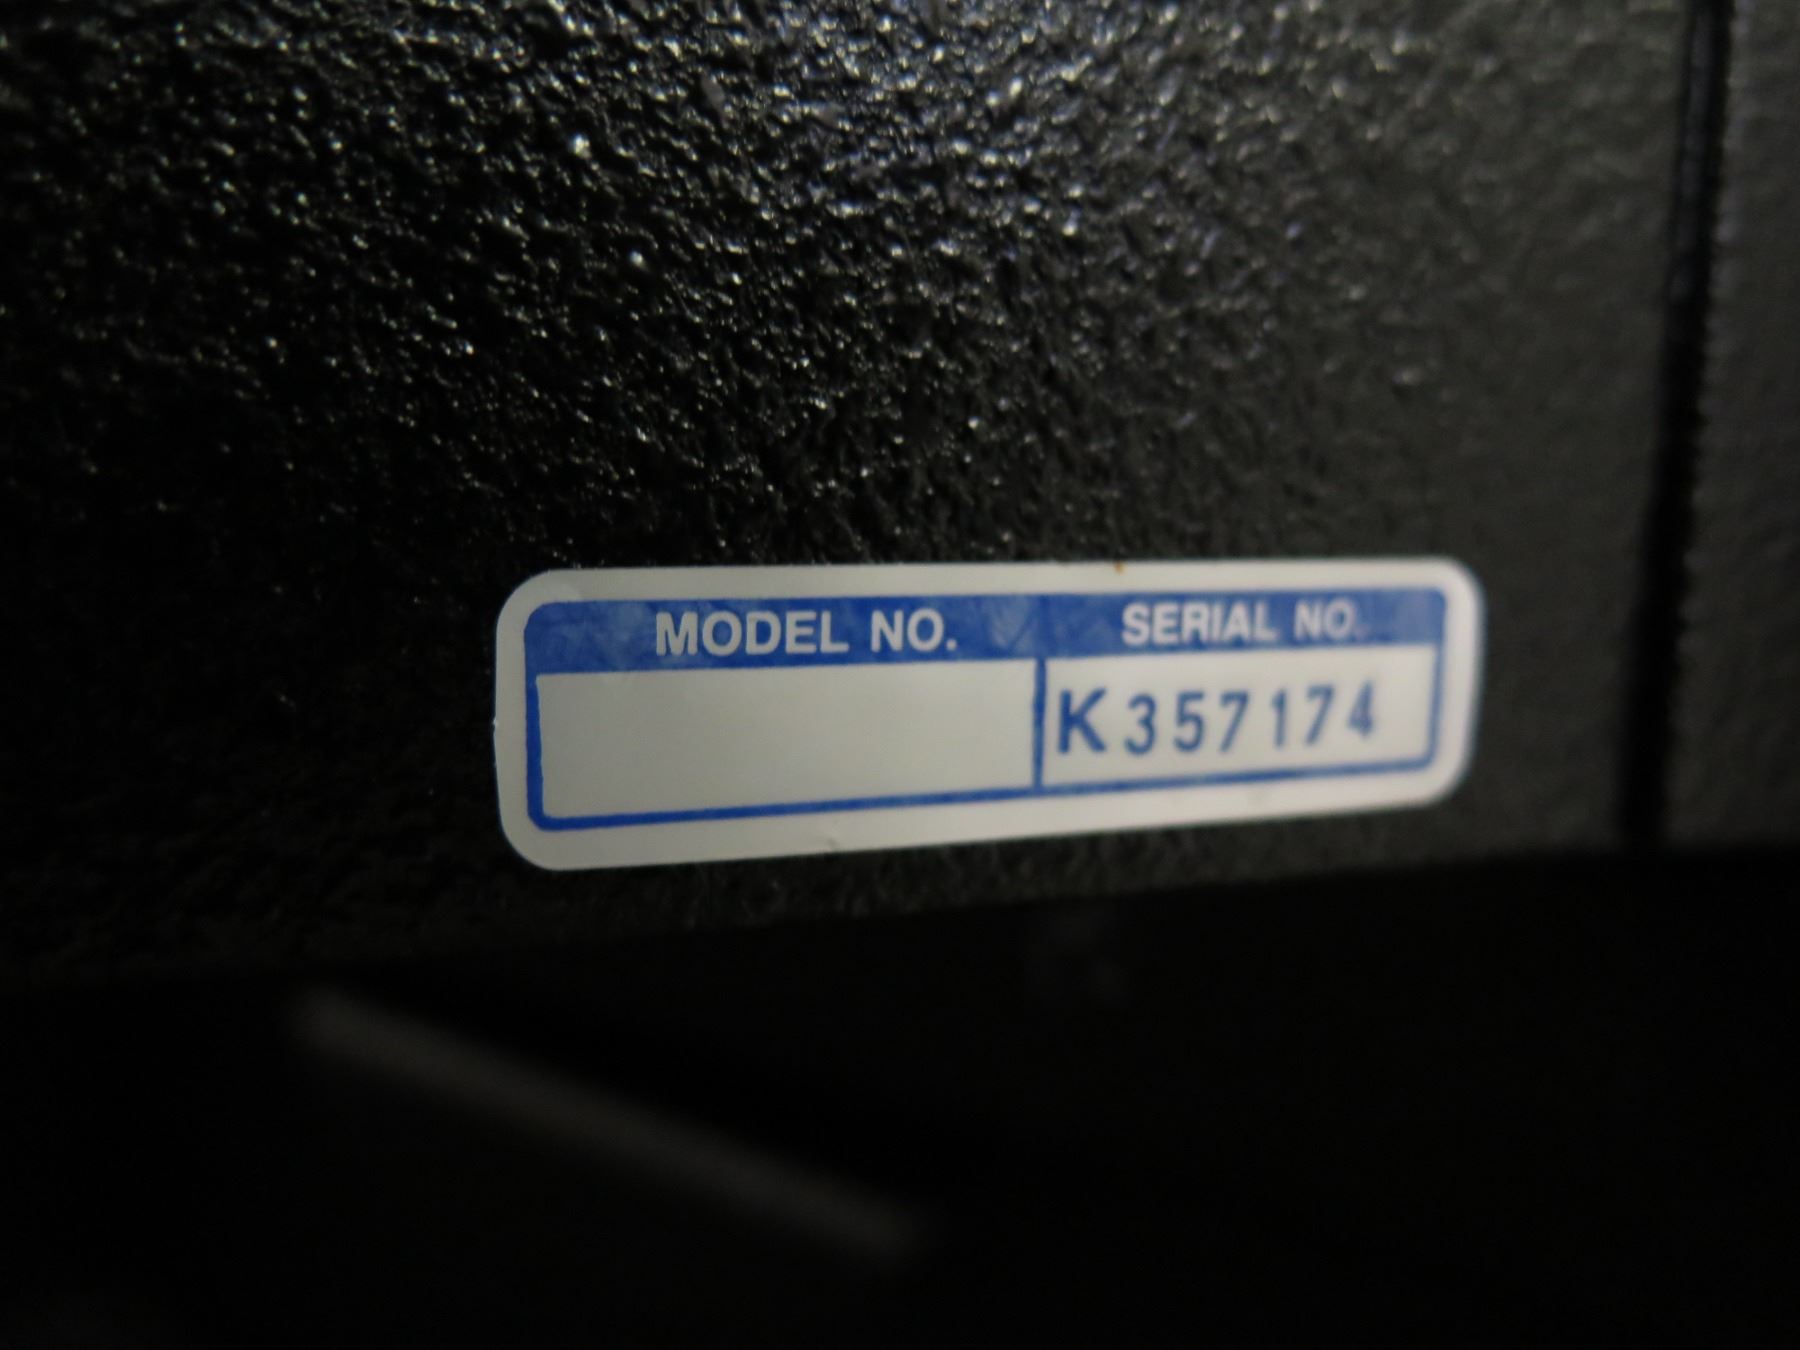 MODEL NO. SERIAL NO.
K357174